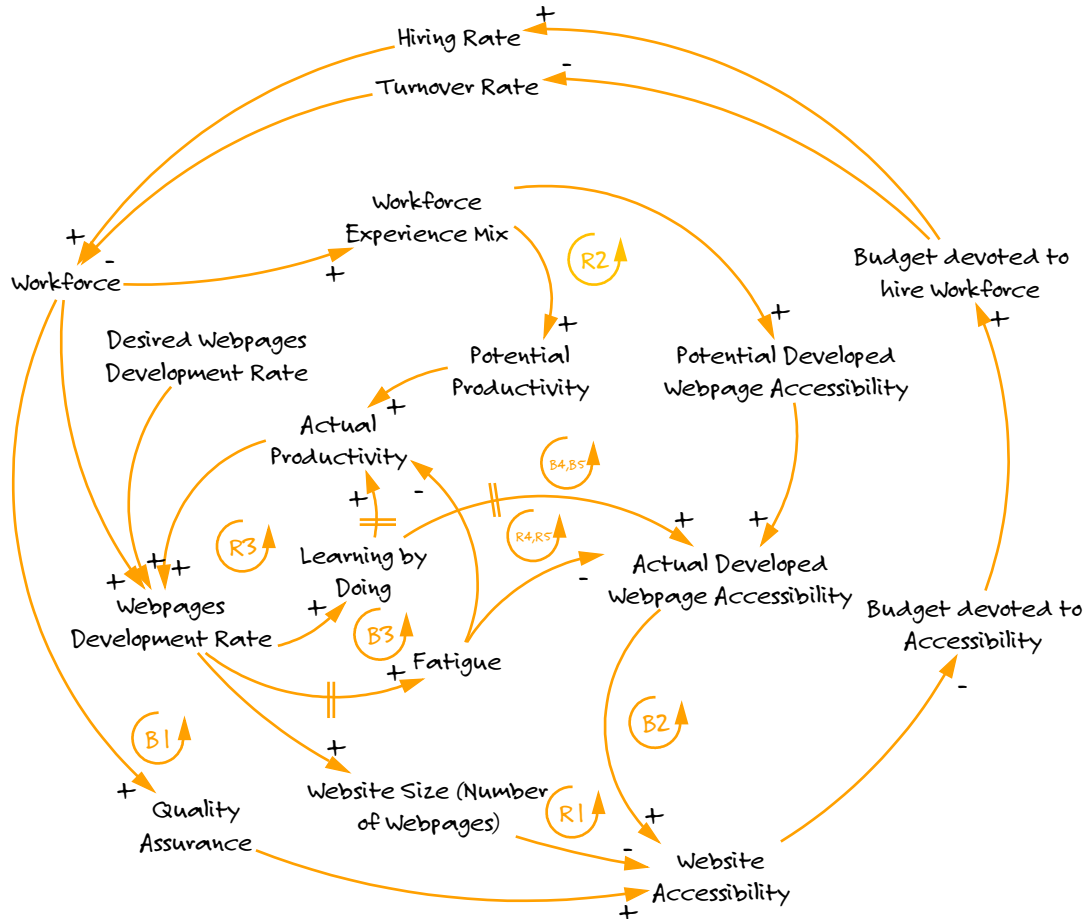 +
Hiring Rate
-
Turnover Rate
Workforce
Experience Mix
+
-
+
R2
Workforce
Budget devoted to
hire Workforce
+
+
+
Desired Webpages
Development Rate
Potential
Productivity
Potential Developed
Webpage Accessibility
+
Actual
Productivity
B4,B5
+
-
+
+
R3
R4,R5
Learning by
Doing
Actual Developed
Webpage Accessibility
+
+
+
-
Webpages
Development Rate
+
B3
Budget devoted to
Accessibility
+
Fatigue
-
B1
B2
+
+
Quality
Assurance
Website Size (Number
of Webpages)
R1
+
-
Website
Accessibility
+